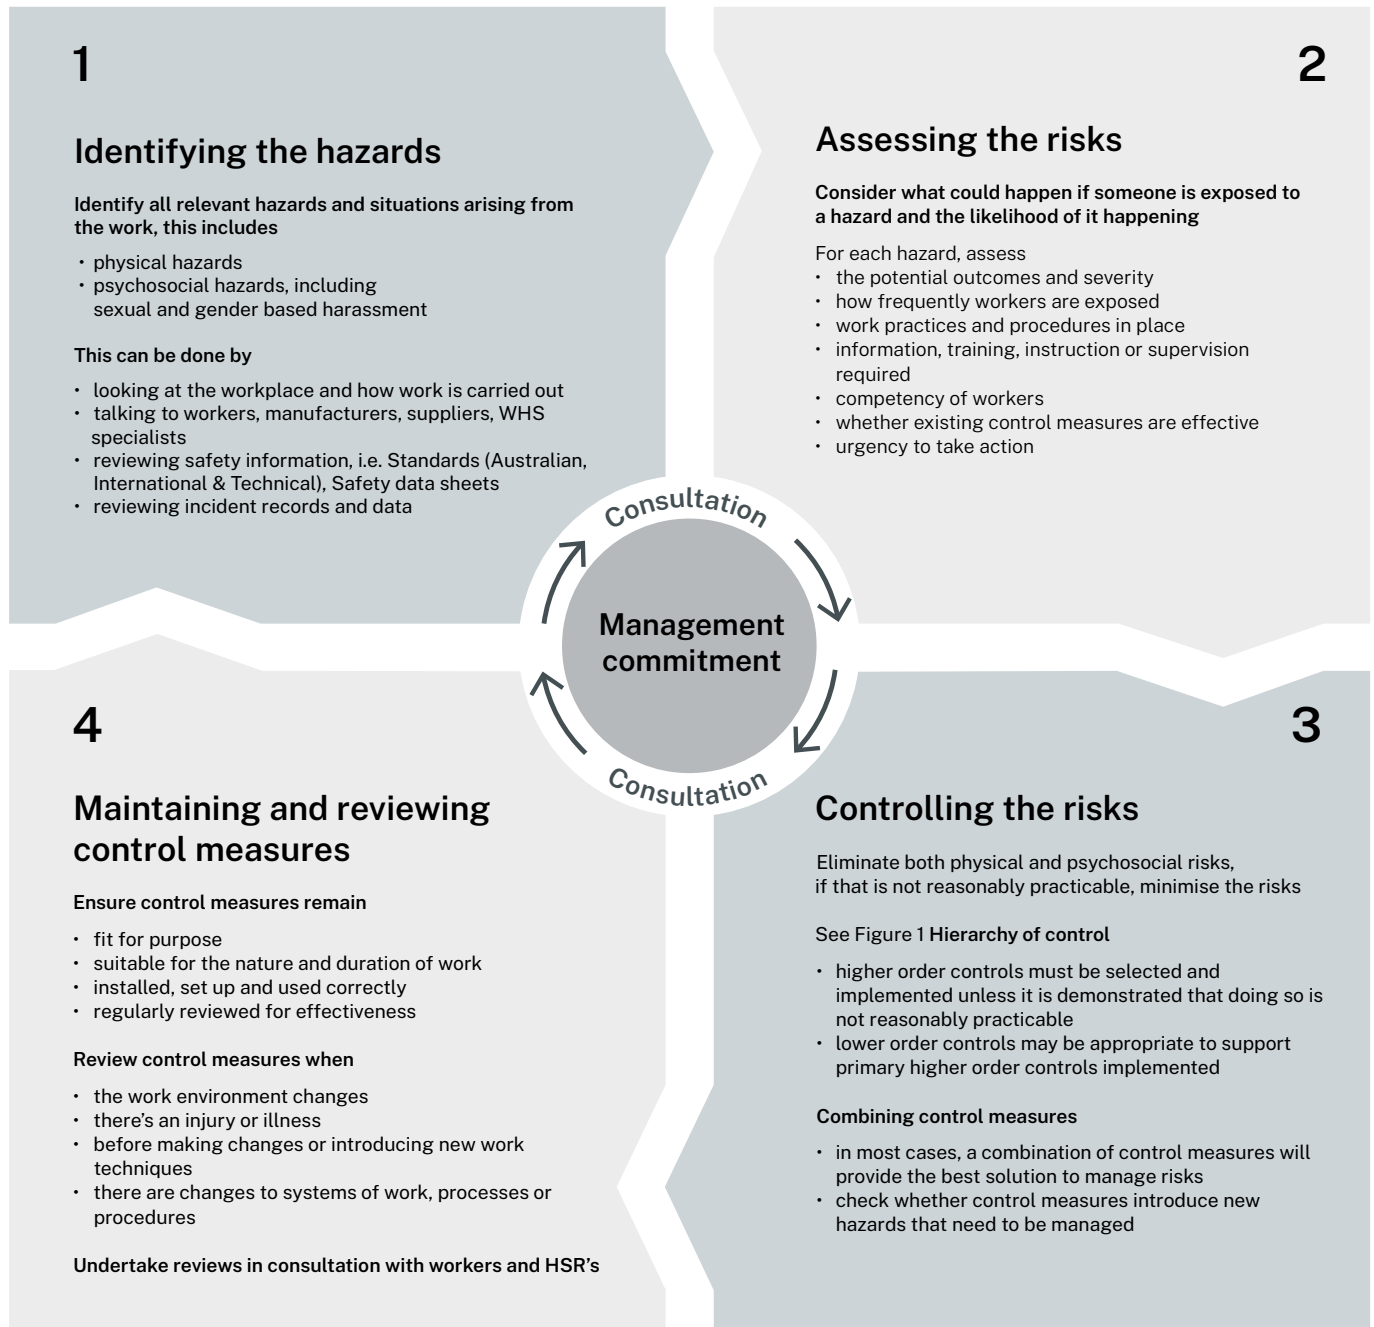 1
Identifying the hazards
Identify all relevant hazards and situations arising from
the work, this includes
• physical hazards
• psychosocial hazards, including
sexual and gender based harassment
This can be done by
• looking at the workplace and how work is carried out
• talking to workers, manufacturers, suppliers, WHS
specialists
• reviewing safety information, i.e. Standards (Australian,
International & Technical), Safety data sheets
• reviewing incident records and data
2
Assessing the risks
Consider what could happen if someone is exposed to
a hazard and the likelihood of it happening
For each hazard, assess
• the potential outcomes and severity
• how frequently workers are exposed
• work practices and procedures in place
• information, training, instruction or supervision
required
• competency of workers
• whether existing control measures are effective
• urgency to take action
Consultation
Management
commitment
Consultation
3
Controlling the risks
Eliminate both physical and psychosocial risks,
if that is not reasonably practicable, minimise the risks
See Figure 1 Hierarchy of control
• higher order controls must be selected and
implemented unless it is demonstrated that doing so is
not reasonably practicable
• lower order controls may be appropriate to support
primary higher order controls implemented
Combining control measures
• in most cases, a combination of control measures will
provide the best solution to manage risks
• check whether control measures introduce new
hazards that need to be managed
4
Maintaining and reviewing
control measures
Ensure control measures remain
• fit for purpose
• suitable for the nature and duration of work
• installed, set up and used correctly
• regularly reviewed for effectiveness
Review control measures when
• the work environment changes
• there’s an injury or illness
• before making changes or introducing new work
techniques
• there are changes to systems of work, processes or
procedures
Undertake reviews in consultation with workers and HSR’s